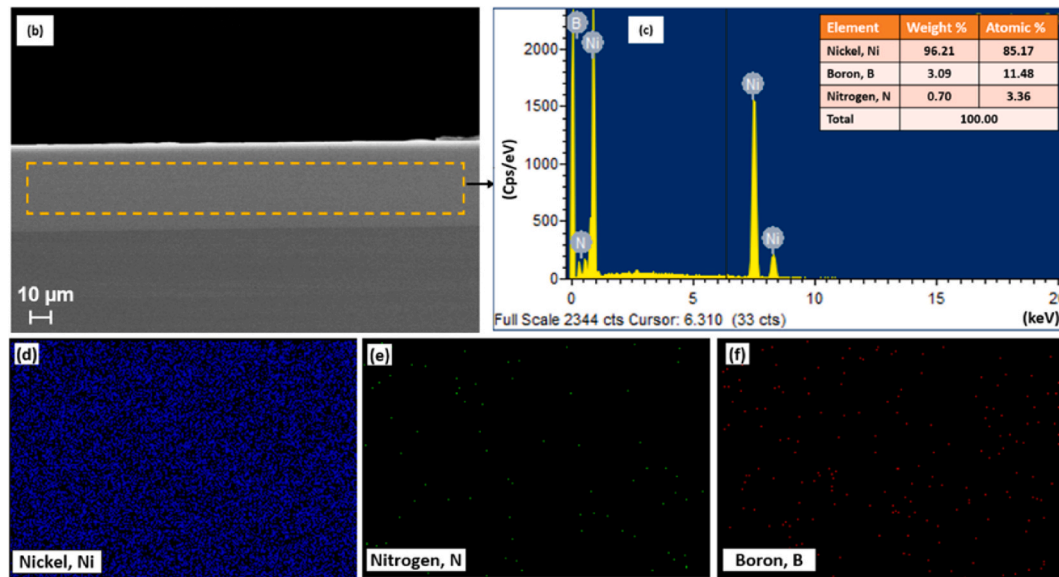 (b)
10 µm
(c)
B
Ni
N
Ni
Ni
2000
1500
1000
500
0
(Cps/eV)
0 5 10 15 20
(keV)
Full Scale 2344 cts Cursor: 6.310 (33 cts)
Element Weight % Atomic %
Nickel, Ni 96.21 85.17
Boron, B 3.09 11.48
Nitrogen, N 0.70 3.36
Total 100.00
(d)
Nickel, Ni
(e)
Nitrogen, N
(f)
Boron, B